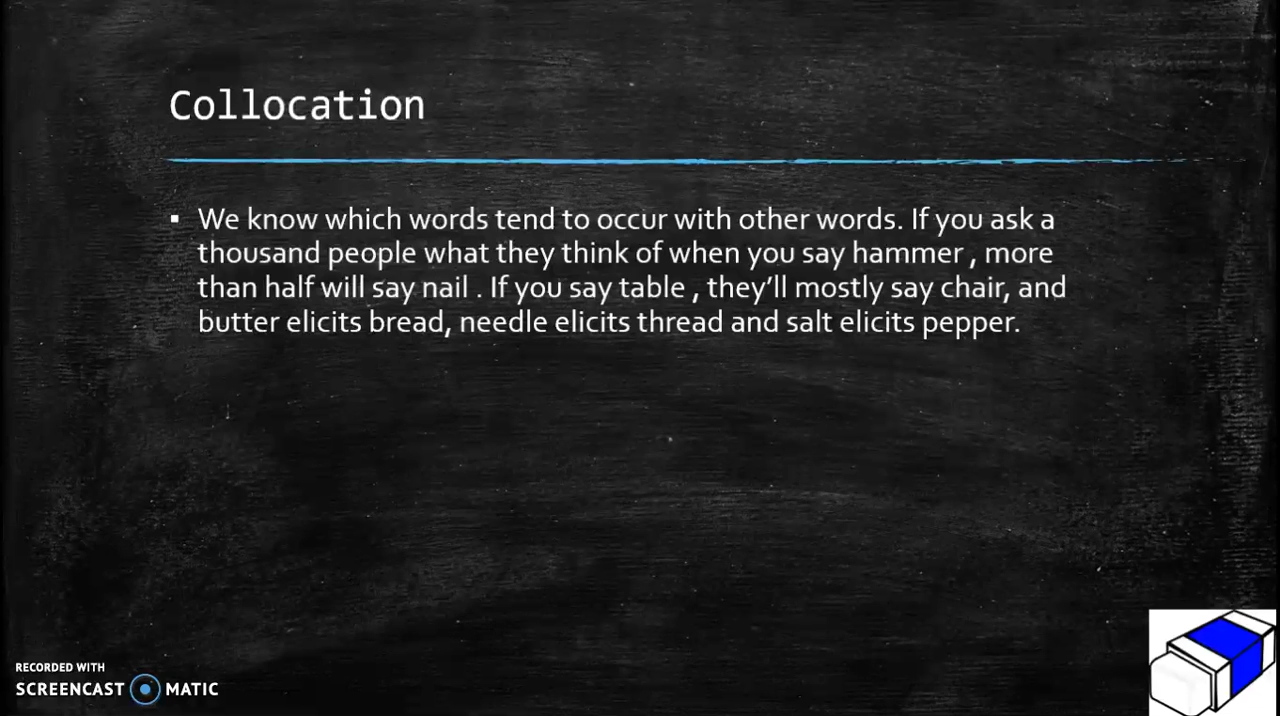 Collocation
▪ We know which words tend to occur with other words. If you ask a
thousand people what they think of when you say hammer , more
than half will say nail . If you say table , they’ll mostly say chair, and
butter elicits bread, needle elicits thread and salt elicits pepper.
RECORDED WITH
SCREENCAST MATIC